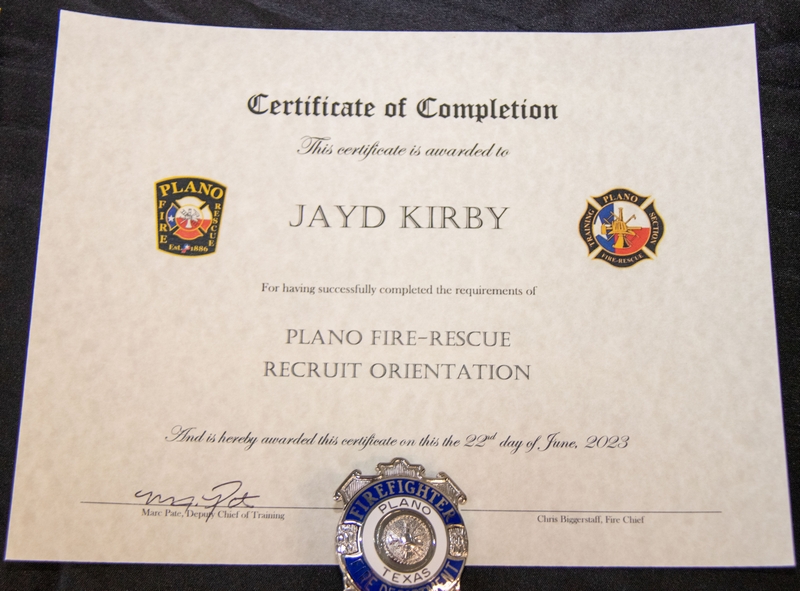 Certificate of Completion
This certificate is awarded to
PLANO
FIRE
RESCUE
Est. 1886
JAYD KIRBY
PLANO
TRAINING
SECTION
FIRE-RESCUE
For having successfully completed the requirements of
PLANO FIRE-RESCUE
RECRUIT ORIENTATION
And is hereby awarded this certificate on this the 22nd day of June, 2023
Marc Pate, Deputy Chief of Training
Chris Biggerstaff, Fire Chief
FIREFIGHTER
PLANO
TEXAS
FIRE DEPARTMENT